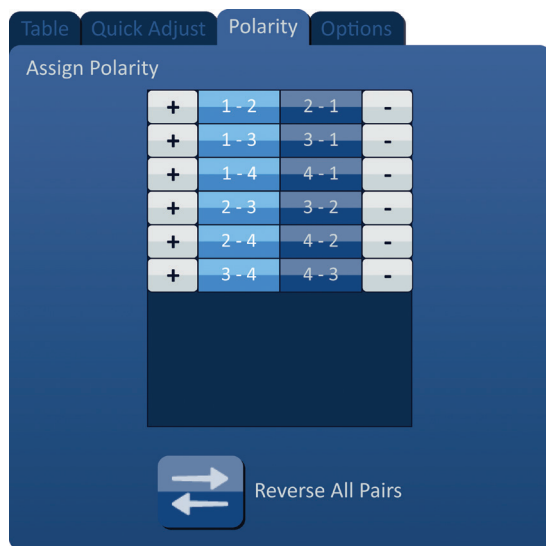 Table Quick Adjust Polarity Options
Assign Polarity
+ 1 - 2 2 - 1 -
+ 1 - 3 3 - 1 -
+ 1 - 4 4 - 1 -
+ 2 - 3 3 - 2 -
+ 2 - 4 4 - 2 -
+ 3 - 4 4 - 3 -
Reverse All Pairs